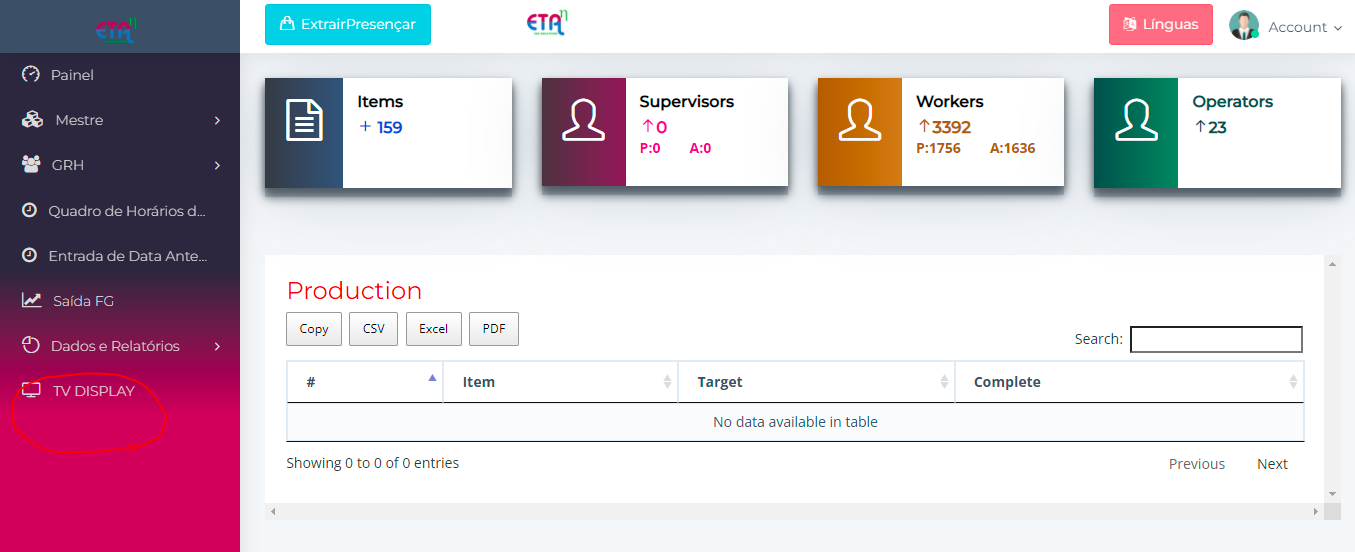 ETA n
ExtrairPresençar
ETA n
Línguas
Account
Painel
Mestre
GRH
Quadro de Horários d...
Entrada de Data Ante...
Saída FG
Dados e Relatórios
TV DISPLAY
Items
+ 159
Supervisors
↑0
P:0 A:0
Workers
↑3392
P:1756 A:1636
Operators
↑23
Production
Copy CSV Excel PDF
Search:
# Item Target Complete
No data available in table
Showing 0 to 0 of 0 entries
Previous Next